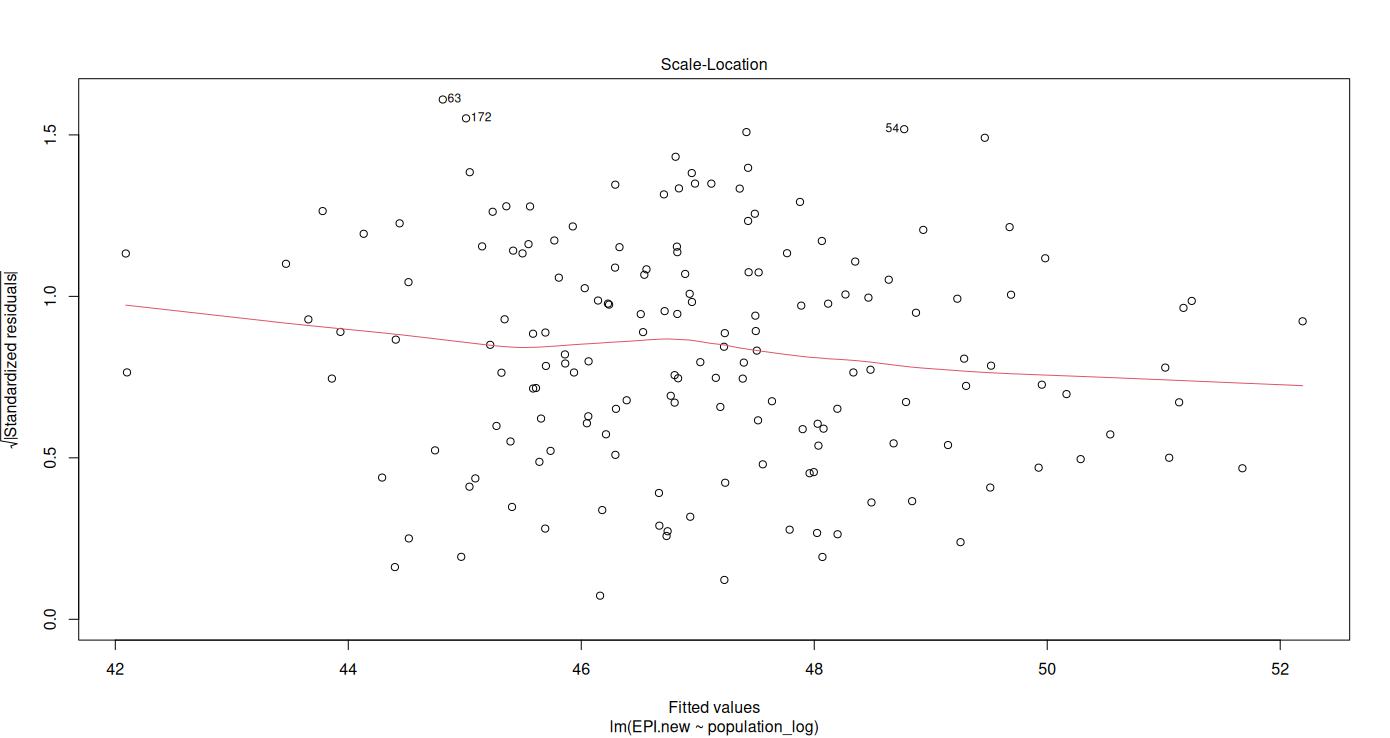 Scale-Location
63
172
54
1.5
1.0
0.5
0.0
√|Standardized residuals|
42 44 46 48 50 52
Fitted values
lm(EPI.new ~ population_log)